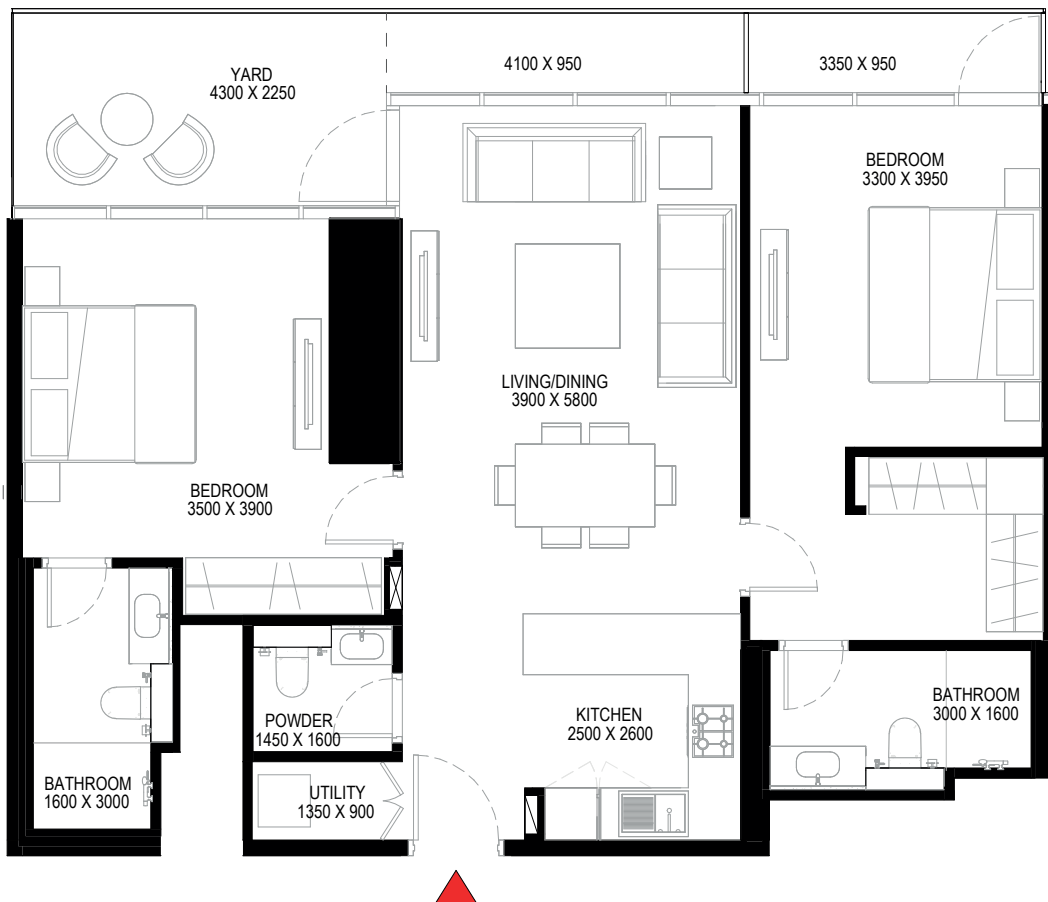 YARD
4300 X 2250
4100 X 950
3350 X 950
BEDROOM
3300 X 3950
LIVING/DINING
3900 X 5800
BEDROOM
3500 X 3900
POWDER
1450 X 1600
KITCHEN
2500 X 2600
BATHROOM
3000 X 1600
BATHROOM
1600 X 3000
UTILITY
1350 X 900